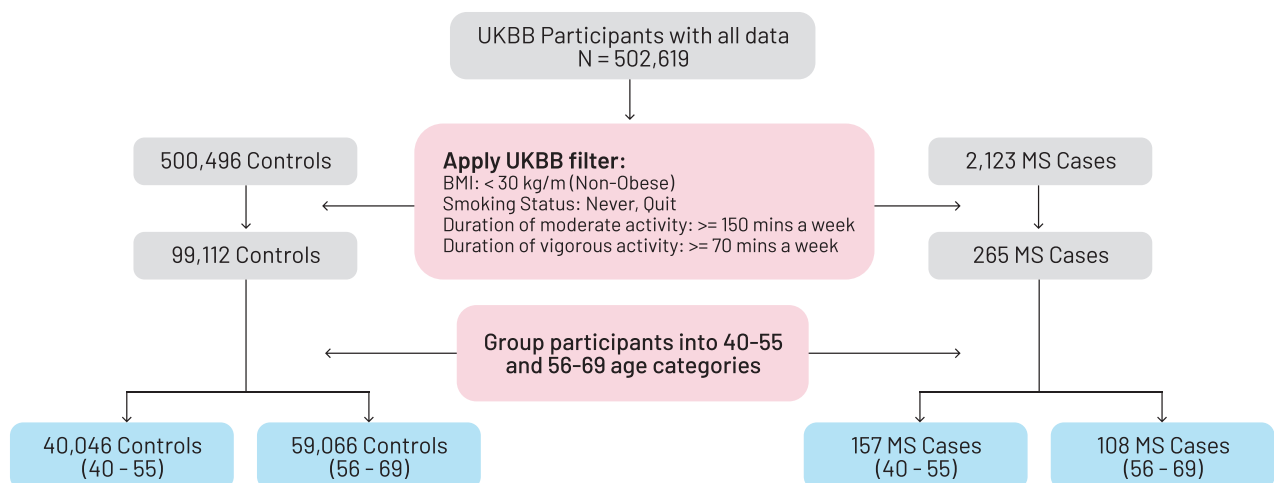 UKBB Participants with all data
N = 502,619
500,496 Controls
Apply UKBB filter:
BMI: < 30 kg/m (Non-Obese)
Smoking Status: Never, Quit
Duration of moderate activity: >= 150 mins a week
Duration of vigorous activity: >= 70 mins a week
2,123 MS Cases
99,112 Controls
265 MS Cases
Group participants into 40-55
and 56-69 age categories
40,046 Controls
(40 - 55)
59,066 Controls
(56 - 69)
157 MS Cases
(40 - 55)
108 MS Cases
(56 - 69)